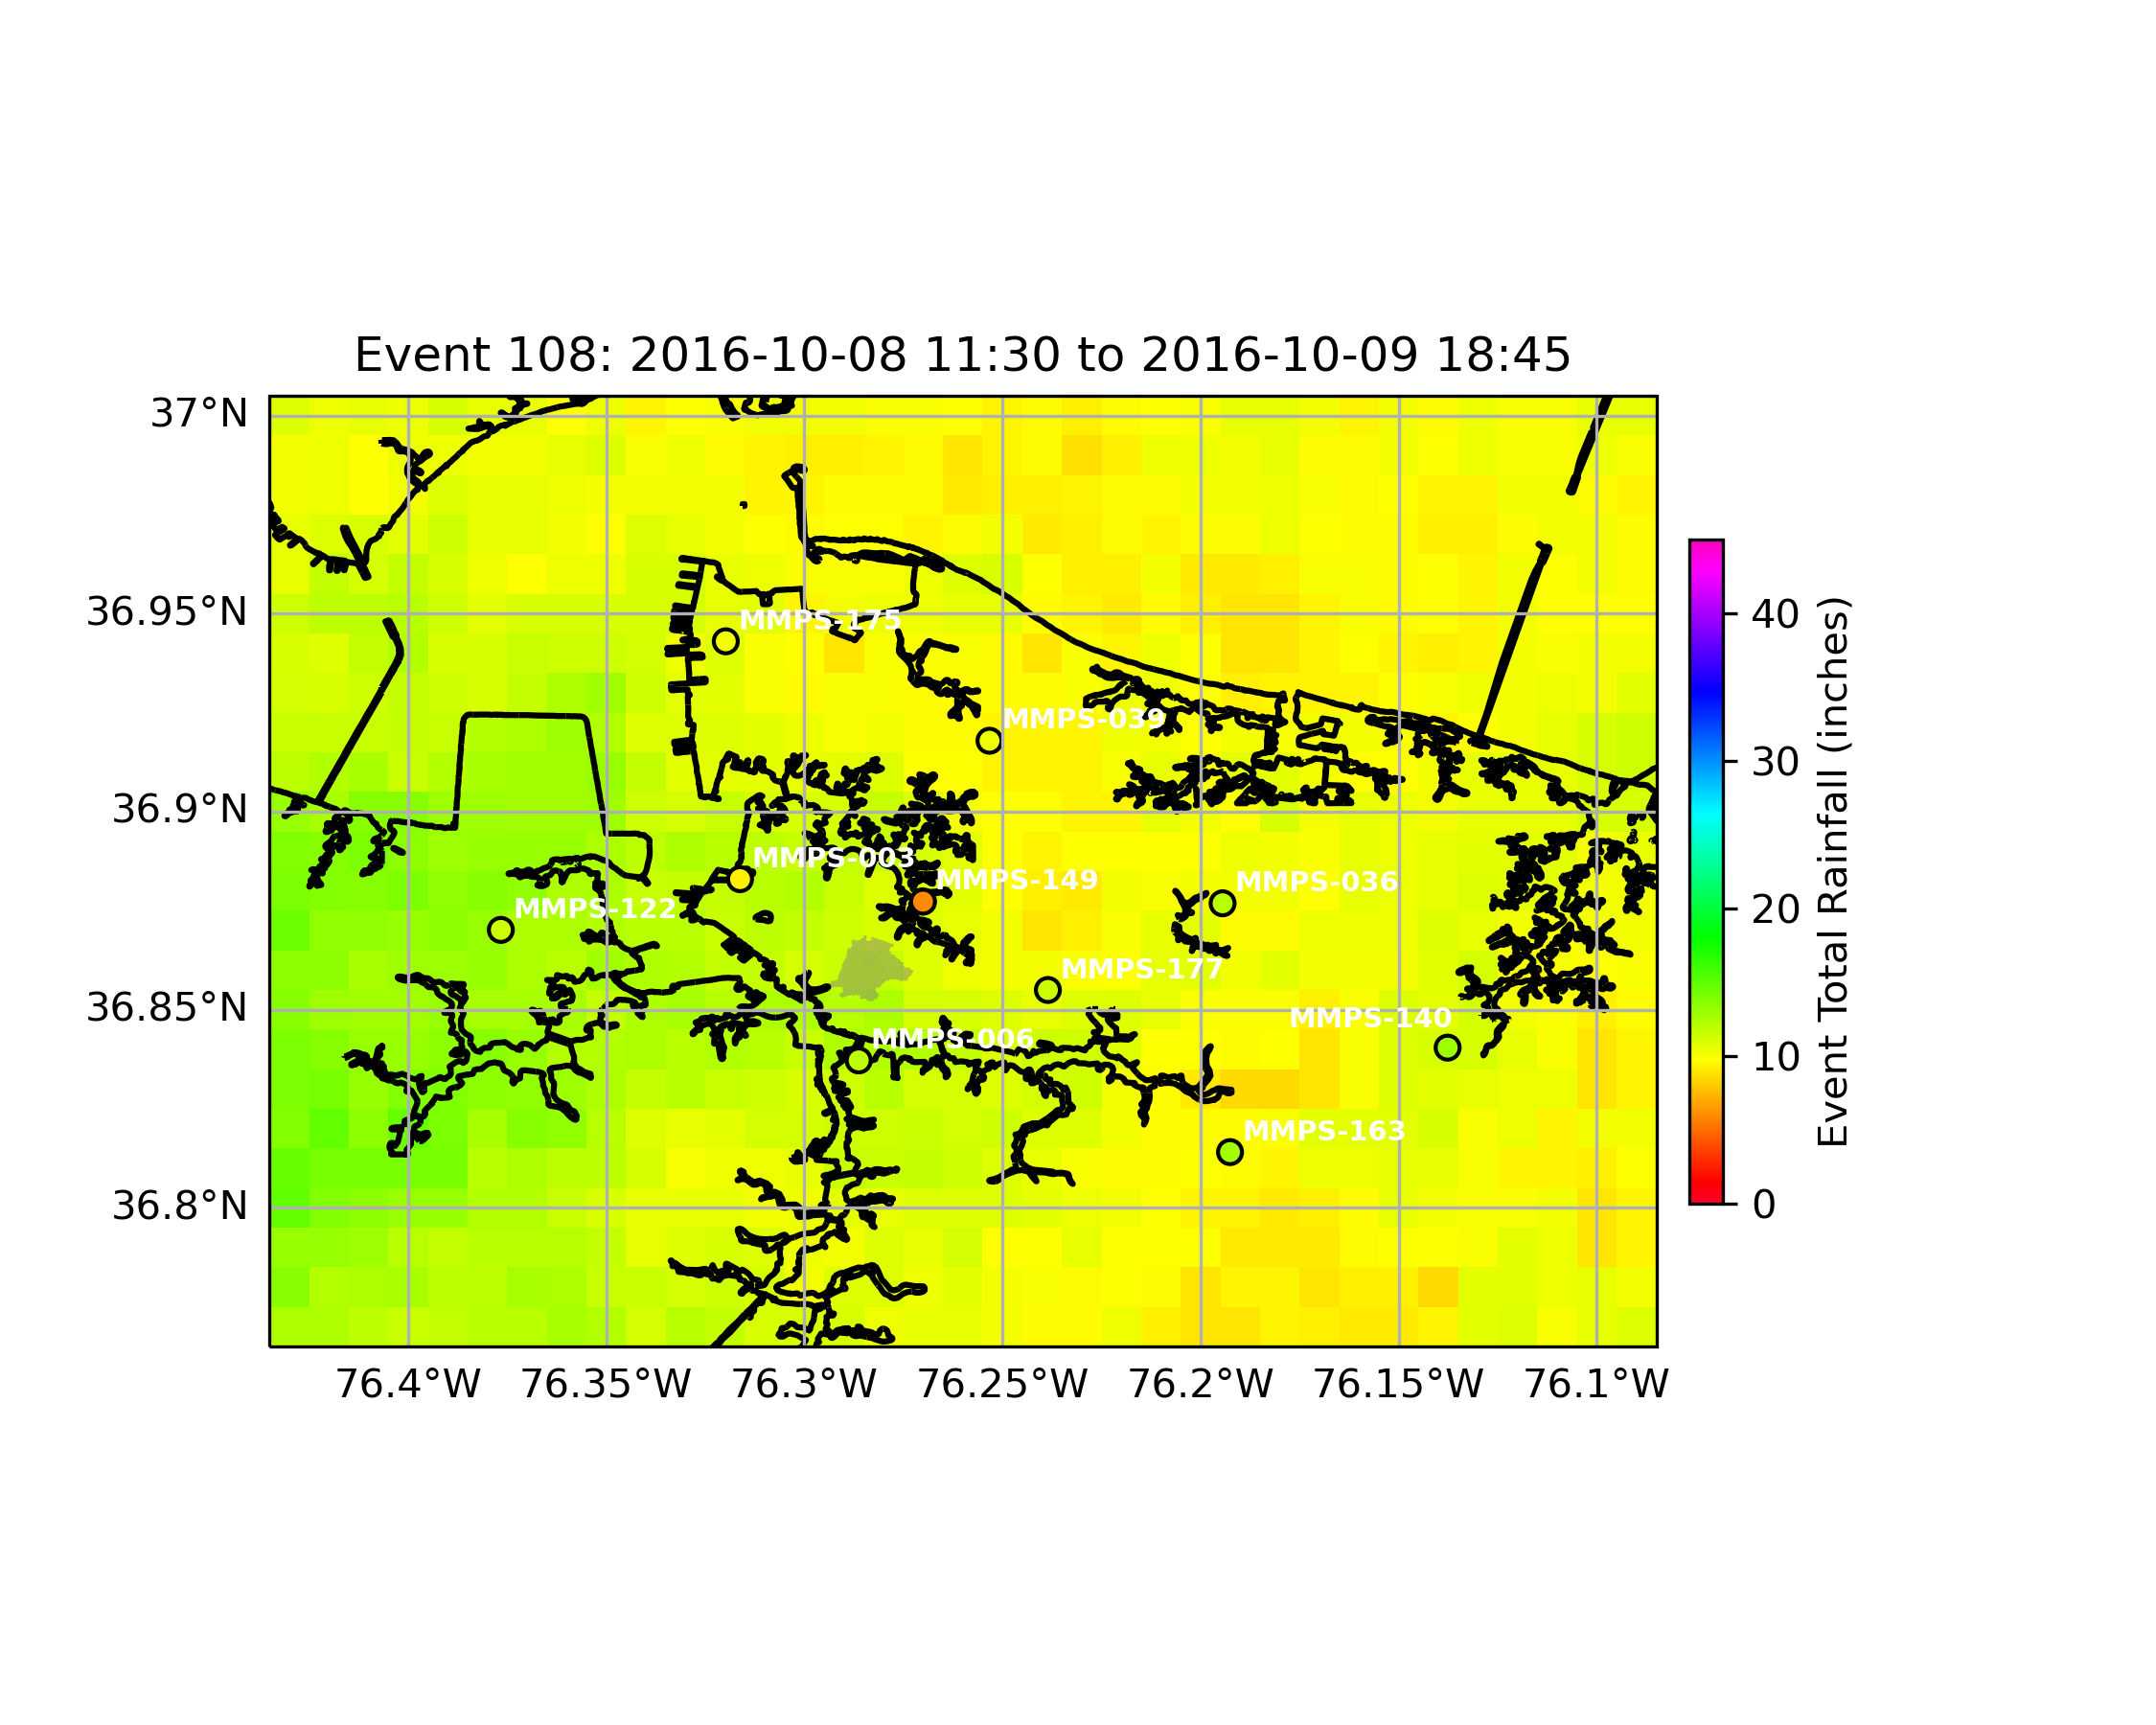 Event 108: 2016-10-08 11:30 to 2016-10-09 18:45
37°N
36.95°N
36.9°N
36.85°N
36.8°N
MMPS-175
MMPS-039
MMPS-003
MMPS-149
MMPS-036
MMPS-122
MMPS-177
MMPS-140
MMPS-006
MMPS-163
76.4°W 76.35°W 76.3°W 76.25°W 76.2°W 76.15°W 76.1°W
40
30
20
10
0
Event Total Rainfall (inches)